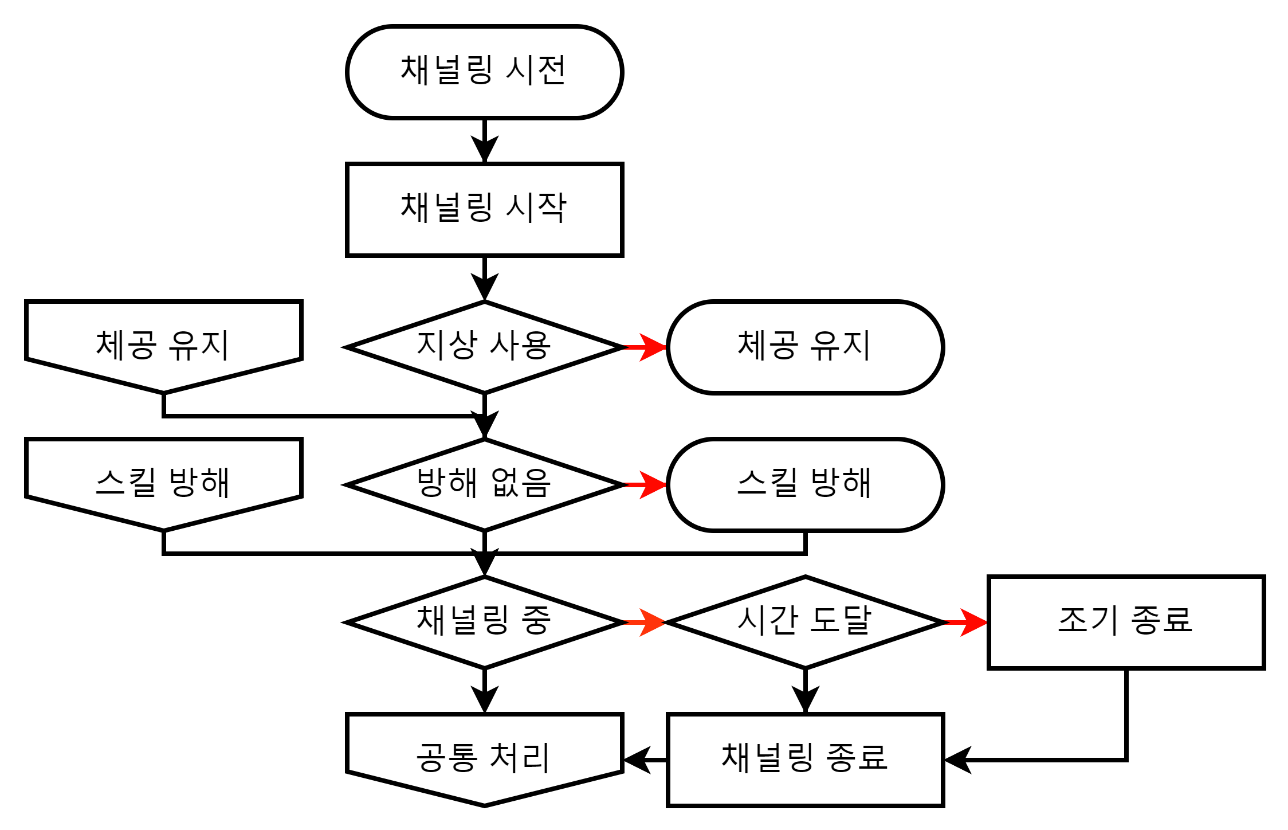 채널링 시전
채널링 시작
체공 유지
지상 사용
체공 유지
스킬 방해
방해 없음
스킬 방해
채널링 중
시간 도달
조기 종료
공통 처리
채널링 종료